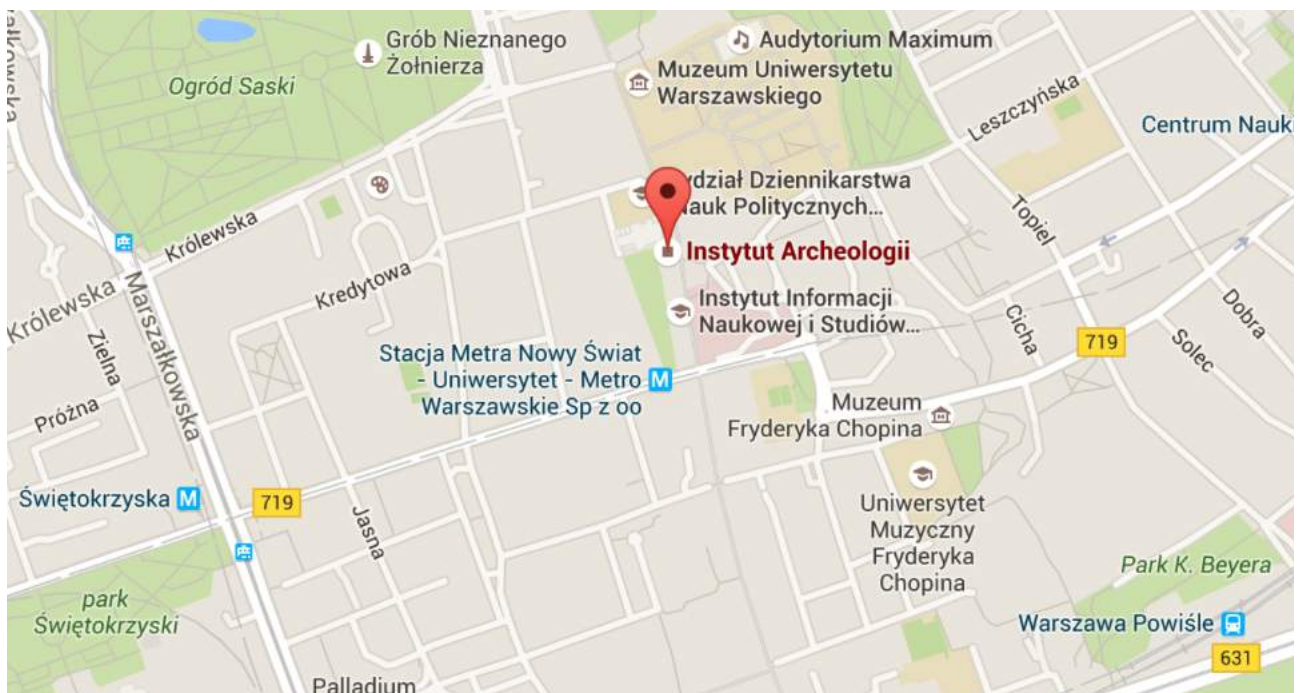 Grób Nieznanego
Żołnierza
Audytorium Maximum
Muzeum Uniwersytetu
Warszawskiego
Ogród Saski
Leszczyńska
Centrum Nauki
Dziennikarstwa
Nauk Politycznych...
Topiel
Królewska
Instytut Archeologii
Kredytowa
Instytut Informacji
Naukowej i Studiów...
Królewska
Marszałkowska
Zielna
Cicha
Dobra
Solec
719
Stacja Metra Nowy Świat
- Uniwersytet - Metro
Warszawskie Sp z oo
M
Próżna
Muzeum
Fryderyka Chopina
Świętokrzyska M
719
Jasna
Uniwersytet
Muzyczny
Fryderyka
Chopina
Park K. Beyera
park
Świętokrzyski
Warszawa Powiśle
631
Palladium